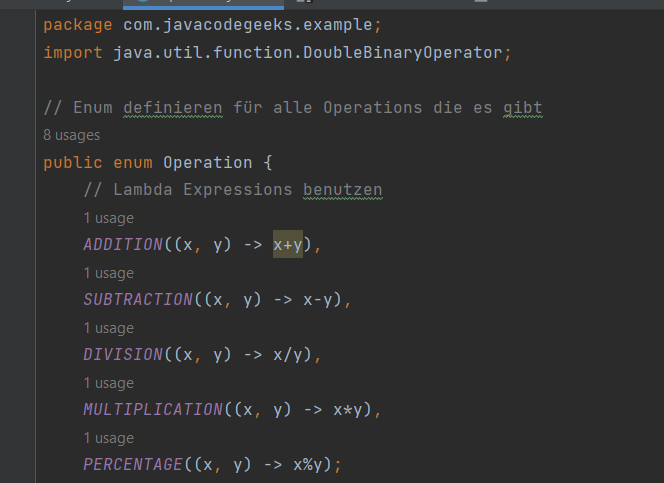 package com.javacodegeeks.example;
import java.util.function.DoubleBinaryOperator;
// Enum definieren für alle Operations die es gibt
8 usages
public enum Operation {
// Lambda Expressions benutzen
1 usage
ADDITION((x, y) -> x+y),
1 usage
SUBTRACTION((x, y) -> x-y),
1 usage
DIVISION((x, y) -> x/y),
1 usage
MULTIPLICATION((x, y) -> x*y),
1 usage
PERCENTAGE((x, y) -> x%y);